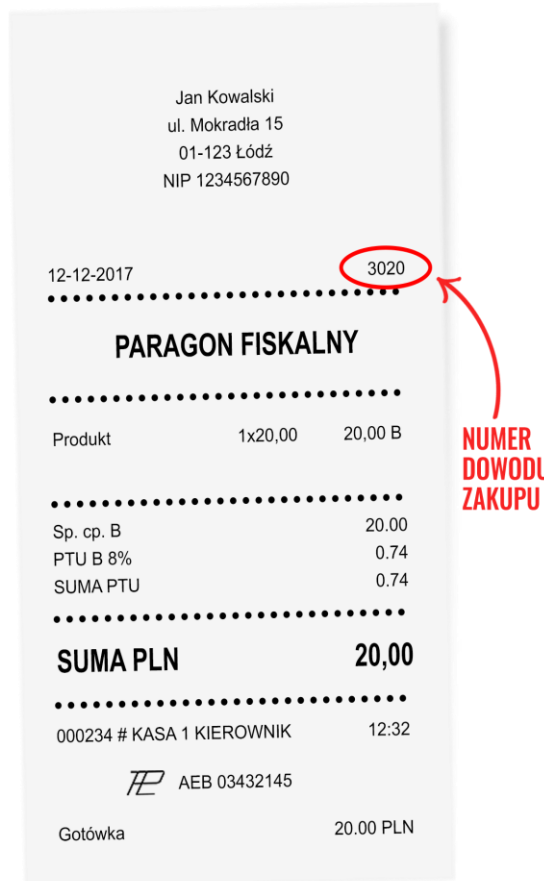 Jan Kowalski
ul. Mokradła 15
01-123 Łódź
NIP 1234567890
12-12-2017 3020
PARAGON FISKALNY
Produkt 1x20,00 20,00 B
NUMER
DOWODU
ZAKUPU
Sp. cp. B 20.00
PTU B 8% 0.74
SUMA PTU 0.74
SUMA PLN 20,00
000234 # KASA 1 KIEROWNIK 12:32
AEB 03432145
Gotówka 20.00 PLN